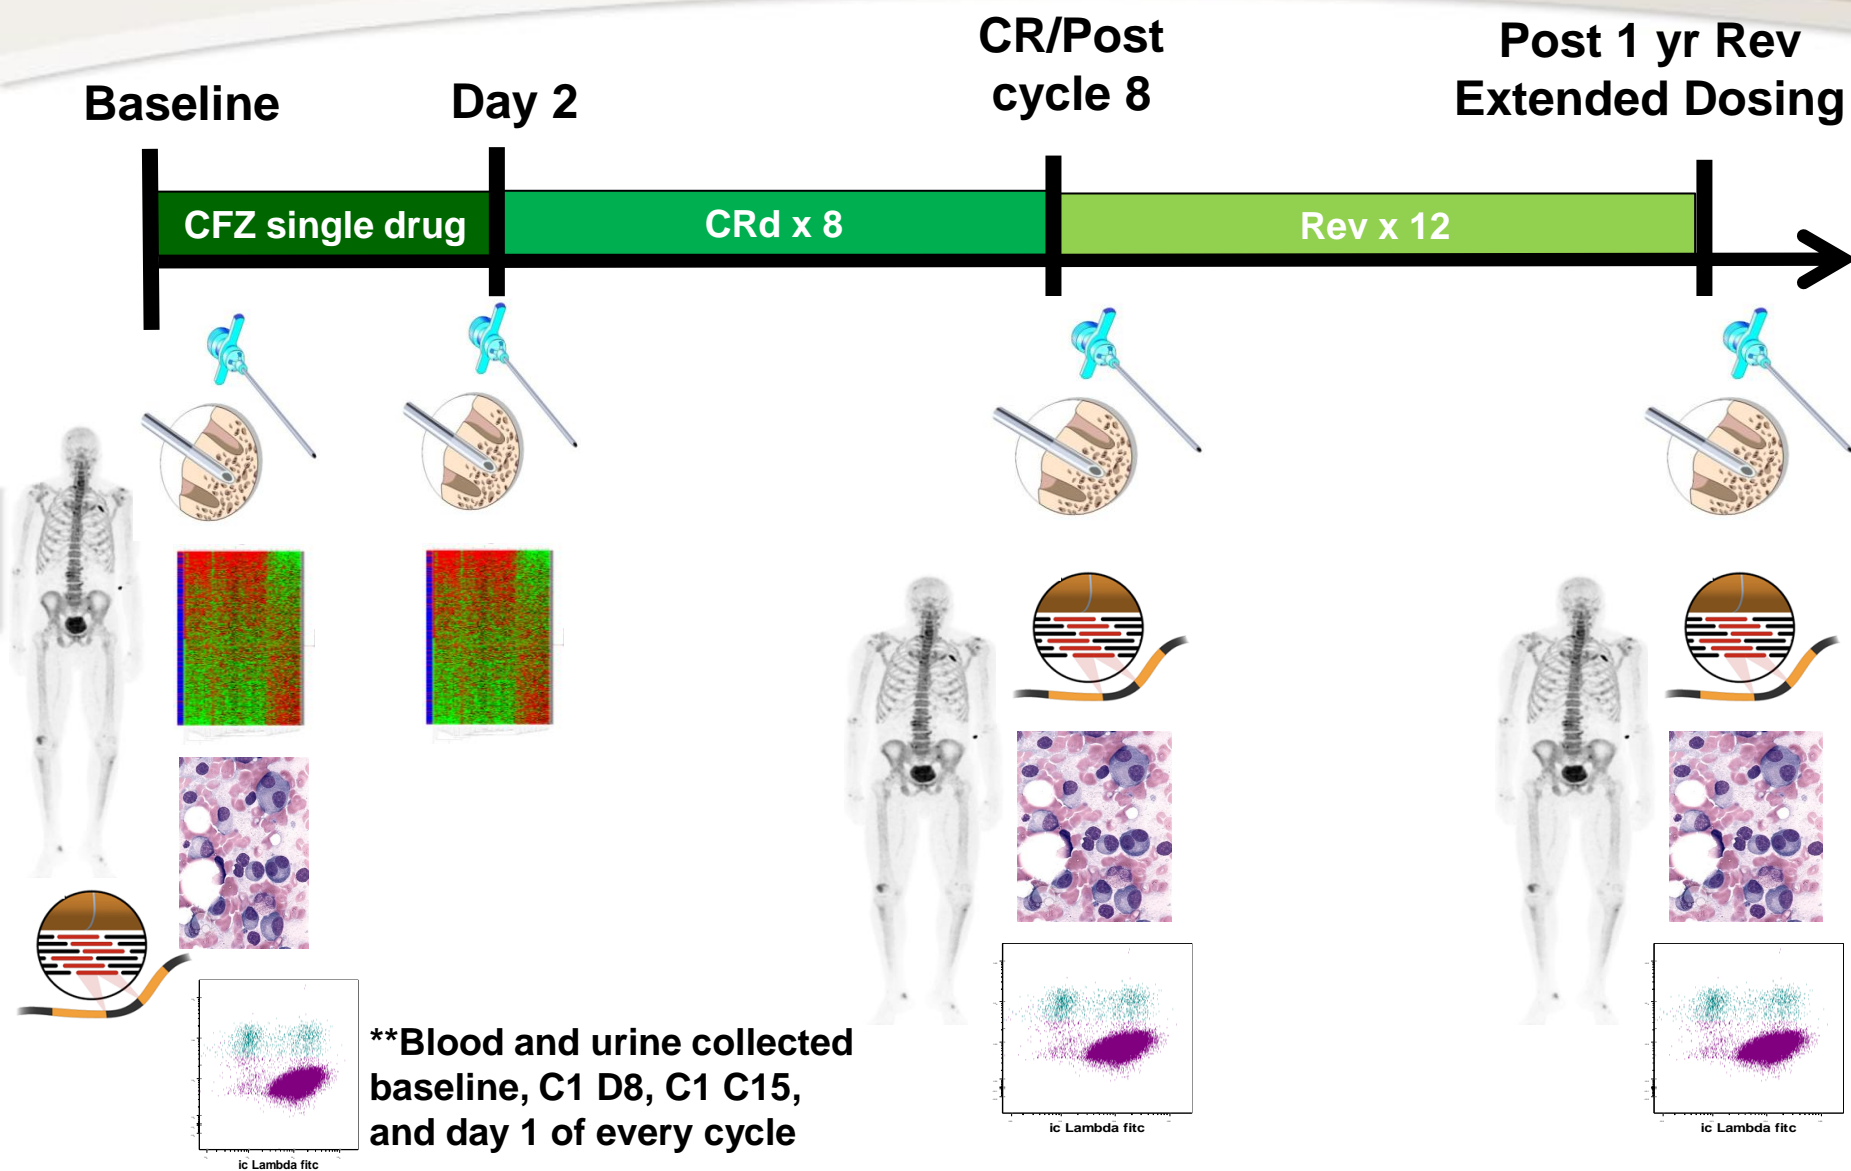 Baseline
Day 2
CR/Post
cycle 8
Post 1 yr Rev
Extended Dosing
CFZ single drug
CRd x 8
Rev x 12
**Blood and urine collected
baseline, C1 D8, C1 C15,
and day 1 of every cycle
ic Lambda fitc
ic Lambda fitc
ic Lambda fitc